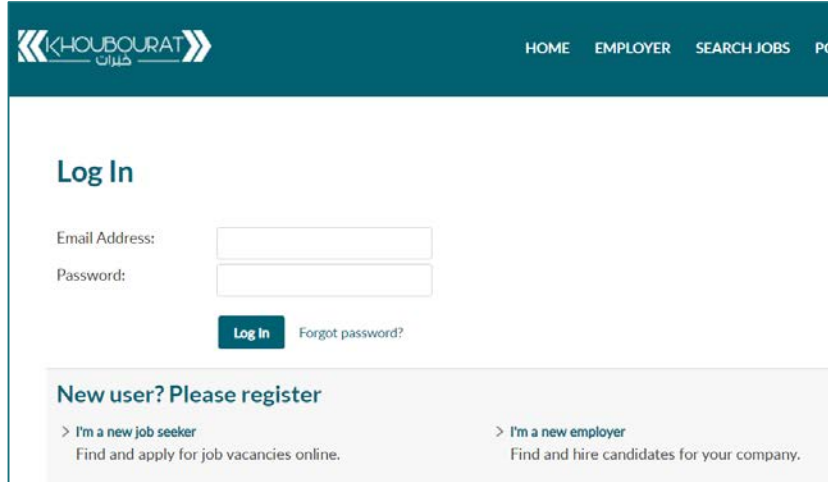 KHOUBOURAT
خبرات
HOME EMPLOYER SEARCH JOBS
Log In
Email Address:
Password:
Log In Forgot password?
New user? Please register
> I'm a new job seeker > I'm a new employer
Find and apply for job vacancies online. Find and hire candidates for your company.